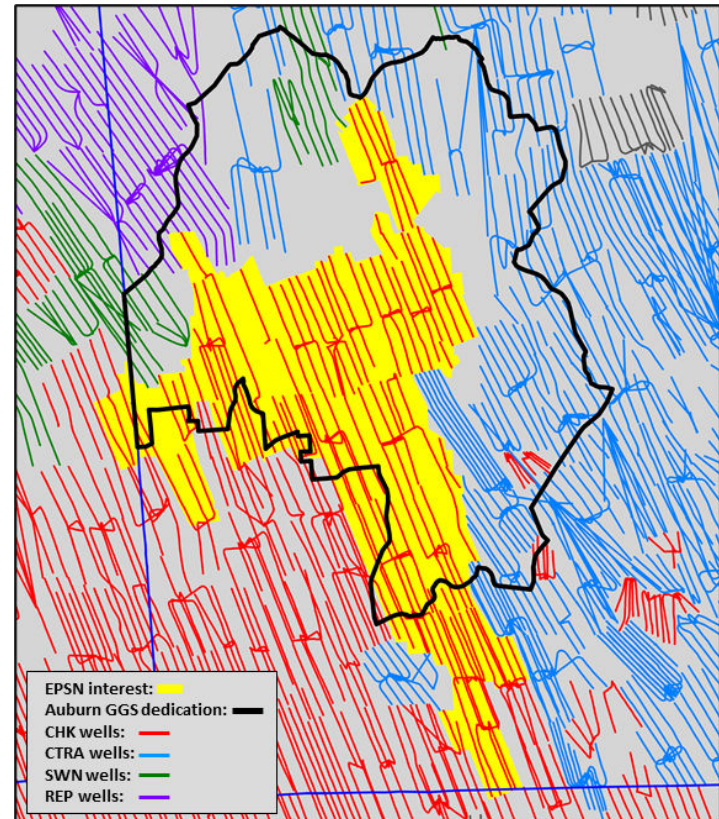 EPSN interest:
Auburn GGS dedication:
CHK wells:
CTRA wells:
SWN wells:
REP wells: